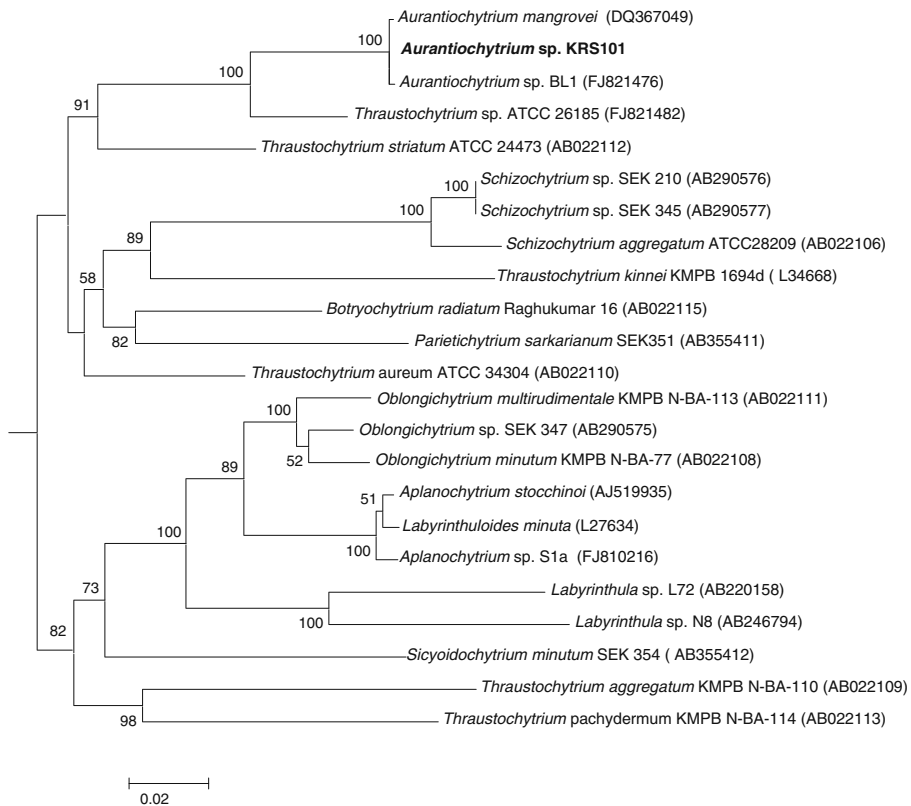 Aurantiochytrium mangrovei (DQ367049)
100
Aurantiochytrium sp. KRS101
100
Aurantiochytrium sp. BL1 (FJ821476)
91
Thraustochytrium sp. ATCC 26185 (FJ821482)
Thraustochytrium striatum ATCC 24473 (AB022112)
Schizochytrium sp. SEK 210 (AB290576)
100
100
Schizochytrium sp. SEK 345 (AB290577)
89
Schizochytrium aggregatum ATCC28209 (AB022106)
58
Thraustochytrium kinnei KMPB 1694d ( L34668)
Botryochytrium radiatum Raghukumar 16 (AB022115)
82
Parietichytrium sarkarianum SEK351 (AB355411)
Thraustochytrium aureum ATCC 34304 (AB022110)
Oblongichytrium multirudimentale KMPB N-BA-113 (AB022111)
100
Oblongichytrium sp. SEK 347 (AB290575)
52
Oblongichytrium minutum KMPB N-BA-77 (AB022108)
89
Aplanochytrium stocchinoi (AJ519935)
51
Labyrinthuloides minuta (L27634)
100
100
Aplanochytrium sp. S1a (FJ810216)
73
Labyrinthula sp. L72 (AB220158)
100
Labyrinthula sp. N8 (AB246794)
82
Sicyoidochytrium minutum SEK 354 ( AB355412)
Thraustochytrium aggregatum KMPB N-BA-110 (AB022109)
98
Thraustochytrium pachydermum KMPB N-BA-114 (AB022113)
0.02